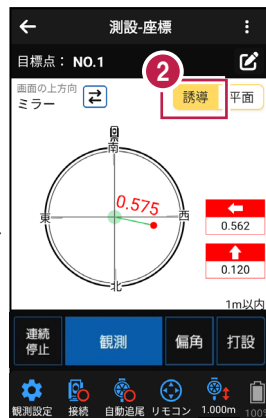 測設-座標
目標点： NO.1
2
画面の上方向
ミラー
誘導
平面
南
0.575
東
西
0.562
0.120
北
1m以内
連続
停止
観測
偏角
打設
観測設定
接続
自動追尾
リモコン
1.000m
100%